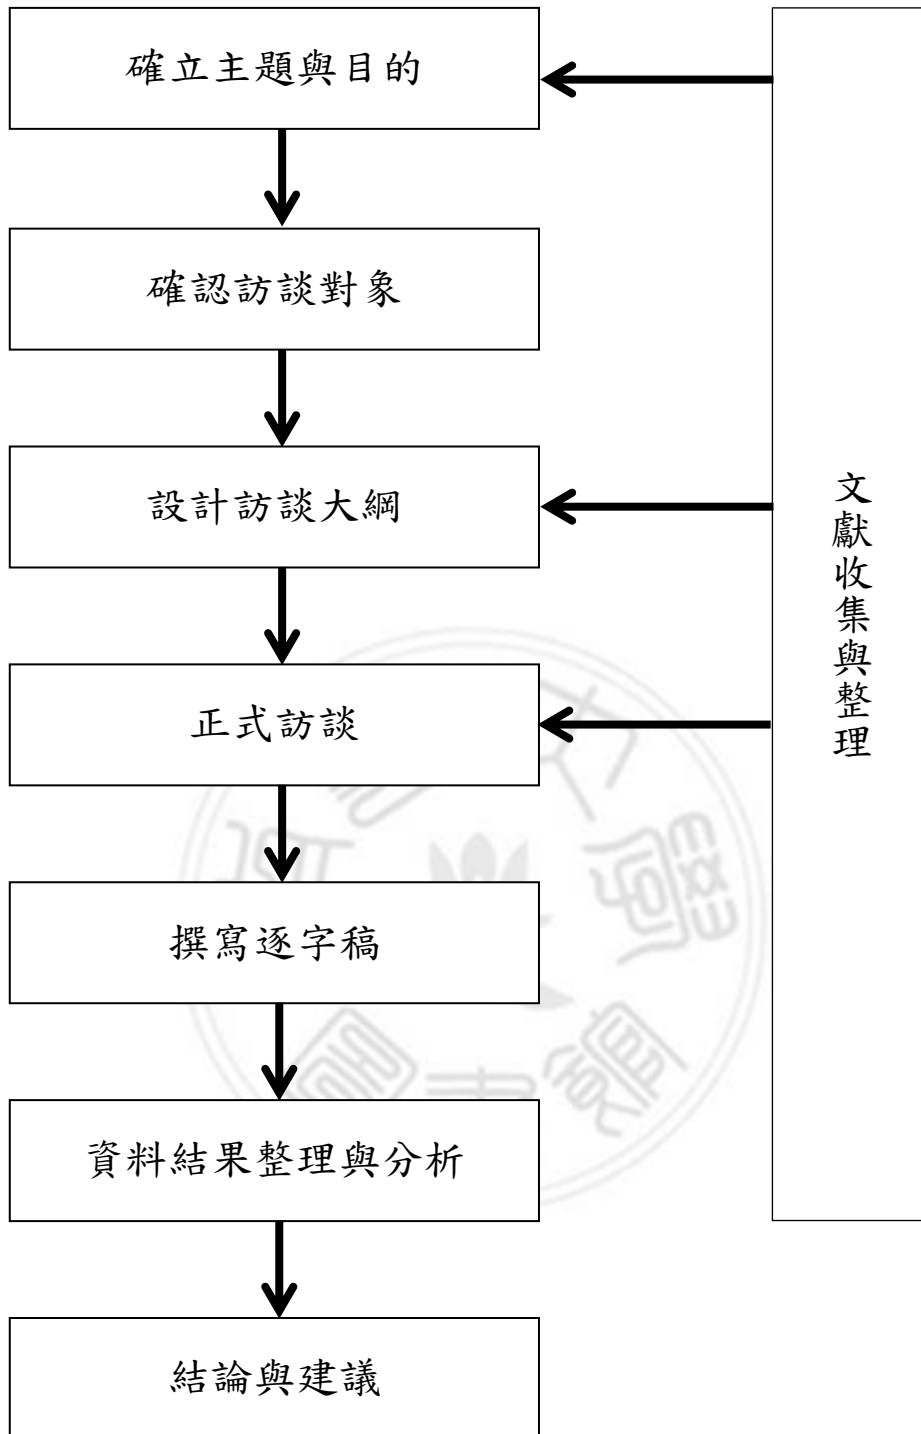 確立主題與目的
確認訪談對象
設計訪談大綱
正式訪談
撰寫逐字稿
資料結果整理與分析
結論與建議
文獻收集與整理